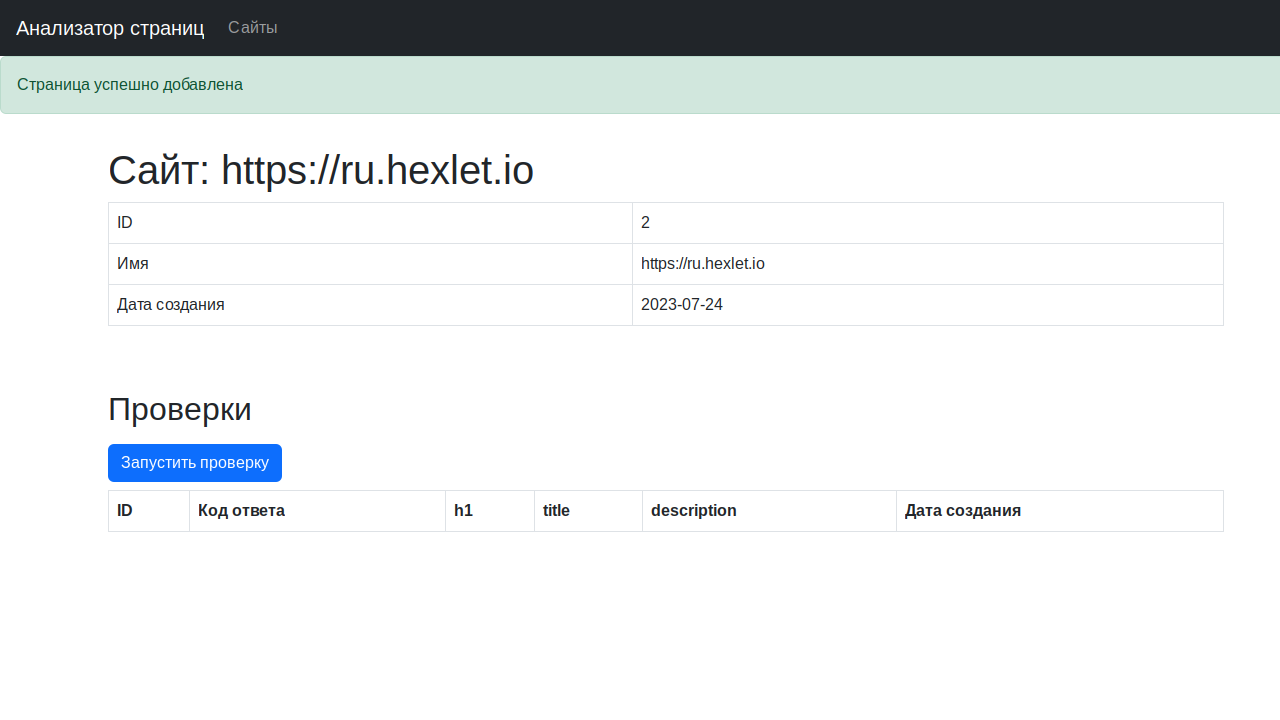 Анализатор страниц Сайты
Страница успешно добавлена
Сайт: https://ru.hexlet.io
ID 2
Имя https://ru.hexlet.io
Дата создания 2023-07-24
Проверки
Запустить проверку
ID Код ответа h1 title description Дата создания